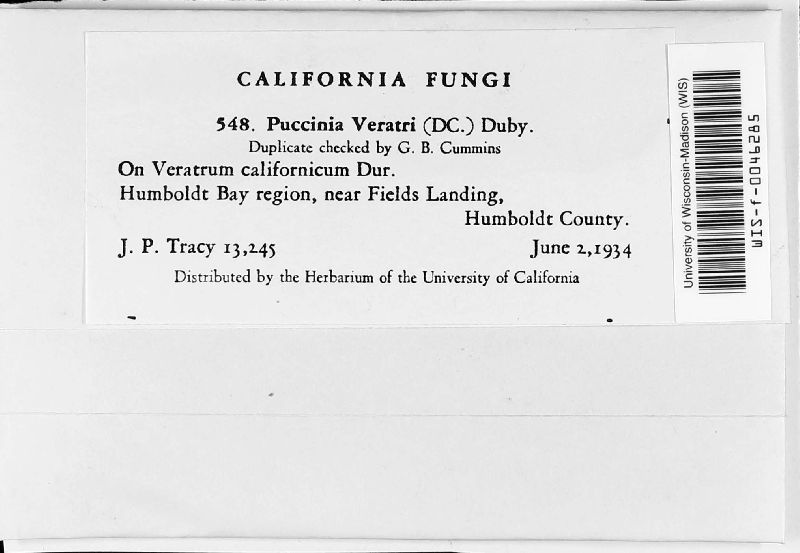 CALIFORNIA FUNGI
548. Puccinia Veratri (DC.) Duby.
Duplicate checked by G. B. Cummins
On Veratrum californicum Dur.
Humboldt Bay region, near Fields Landing,
Humboldt County.
J. P. Tracy 13,245 June 2, 1934
Distributed by the Herbarium of the University of California
University of Wisconsin-Madison (WIS)
WIS-f-0046285